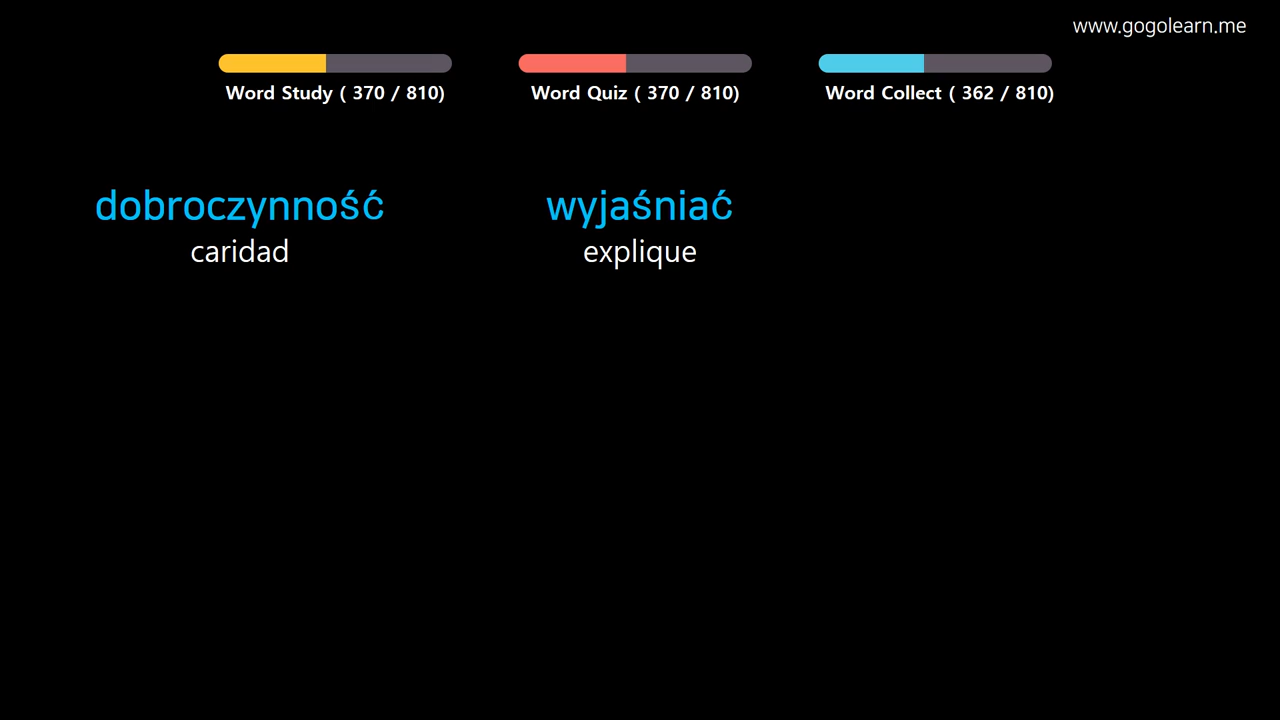 www.gogolearn.me
Word Study ( 370 / 810)
Word Quiz ( 370 / 810)
Word Collect ( 362 / 810)
dobroczynność
caridad
wyjaśniać
explique